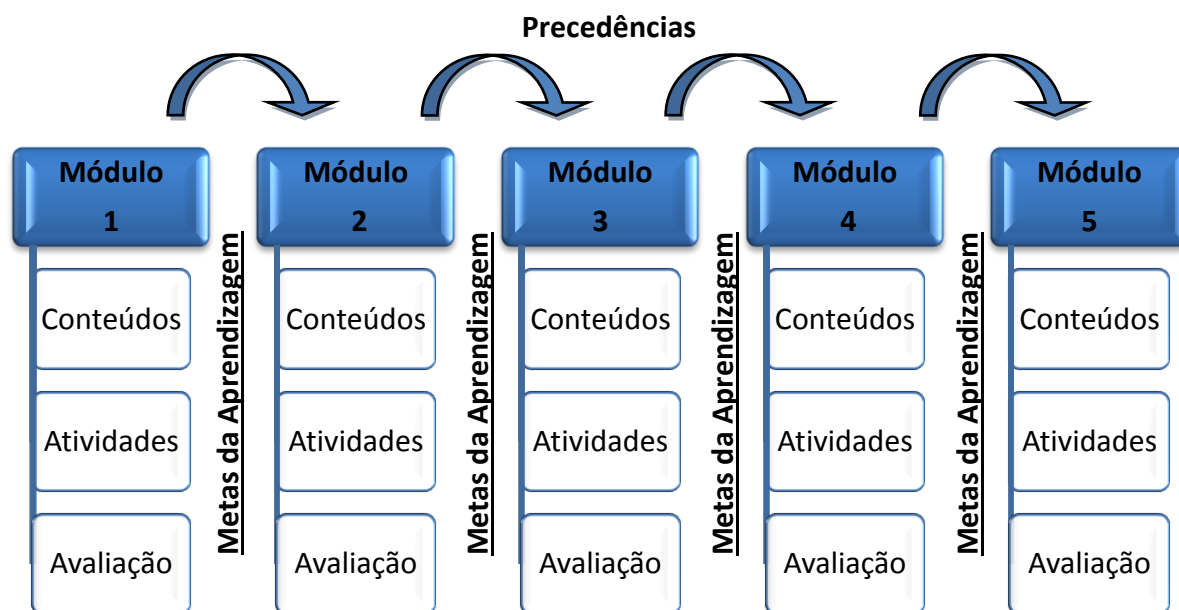 Precedências
Módulo
1
Conteúdos
Atividades
Avaliação
Metas da Aprendizagem
Módulo
2
Conteúdos
Atividades
Avaliação
Metas da Aprendizagem
Módulo
3
Conteúdos
Atividades
Avaliação
Metas da Aprendizagem
Módulo
4
Conteúdos
Atividades
Avaliação
Metas da Aprendizagem
Módulo
5
Conteúdos
Atividades
Avaliação